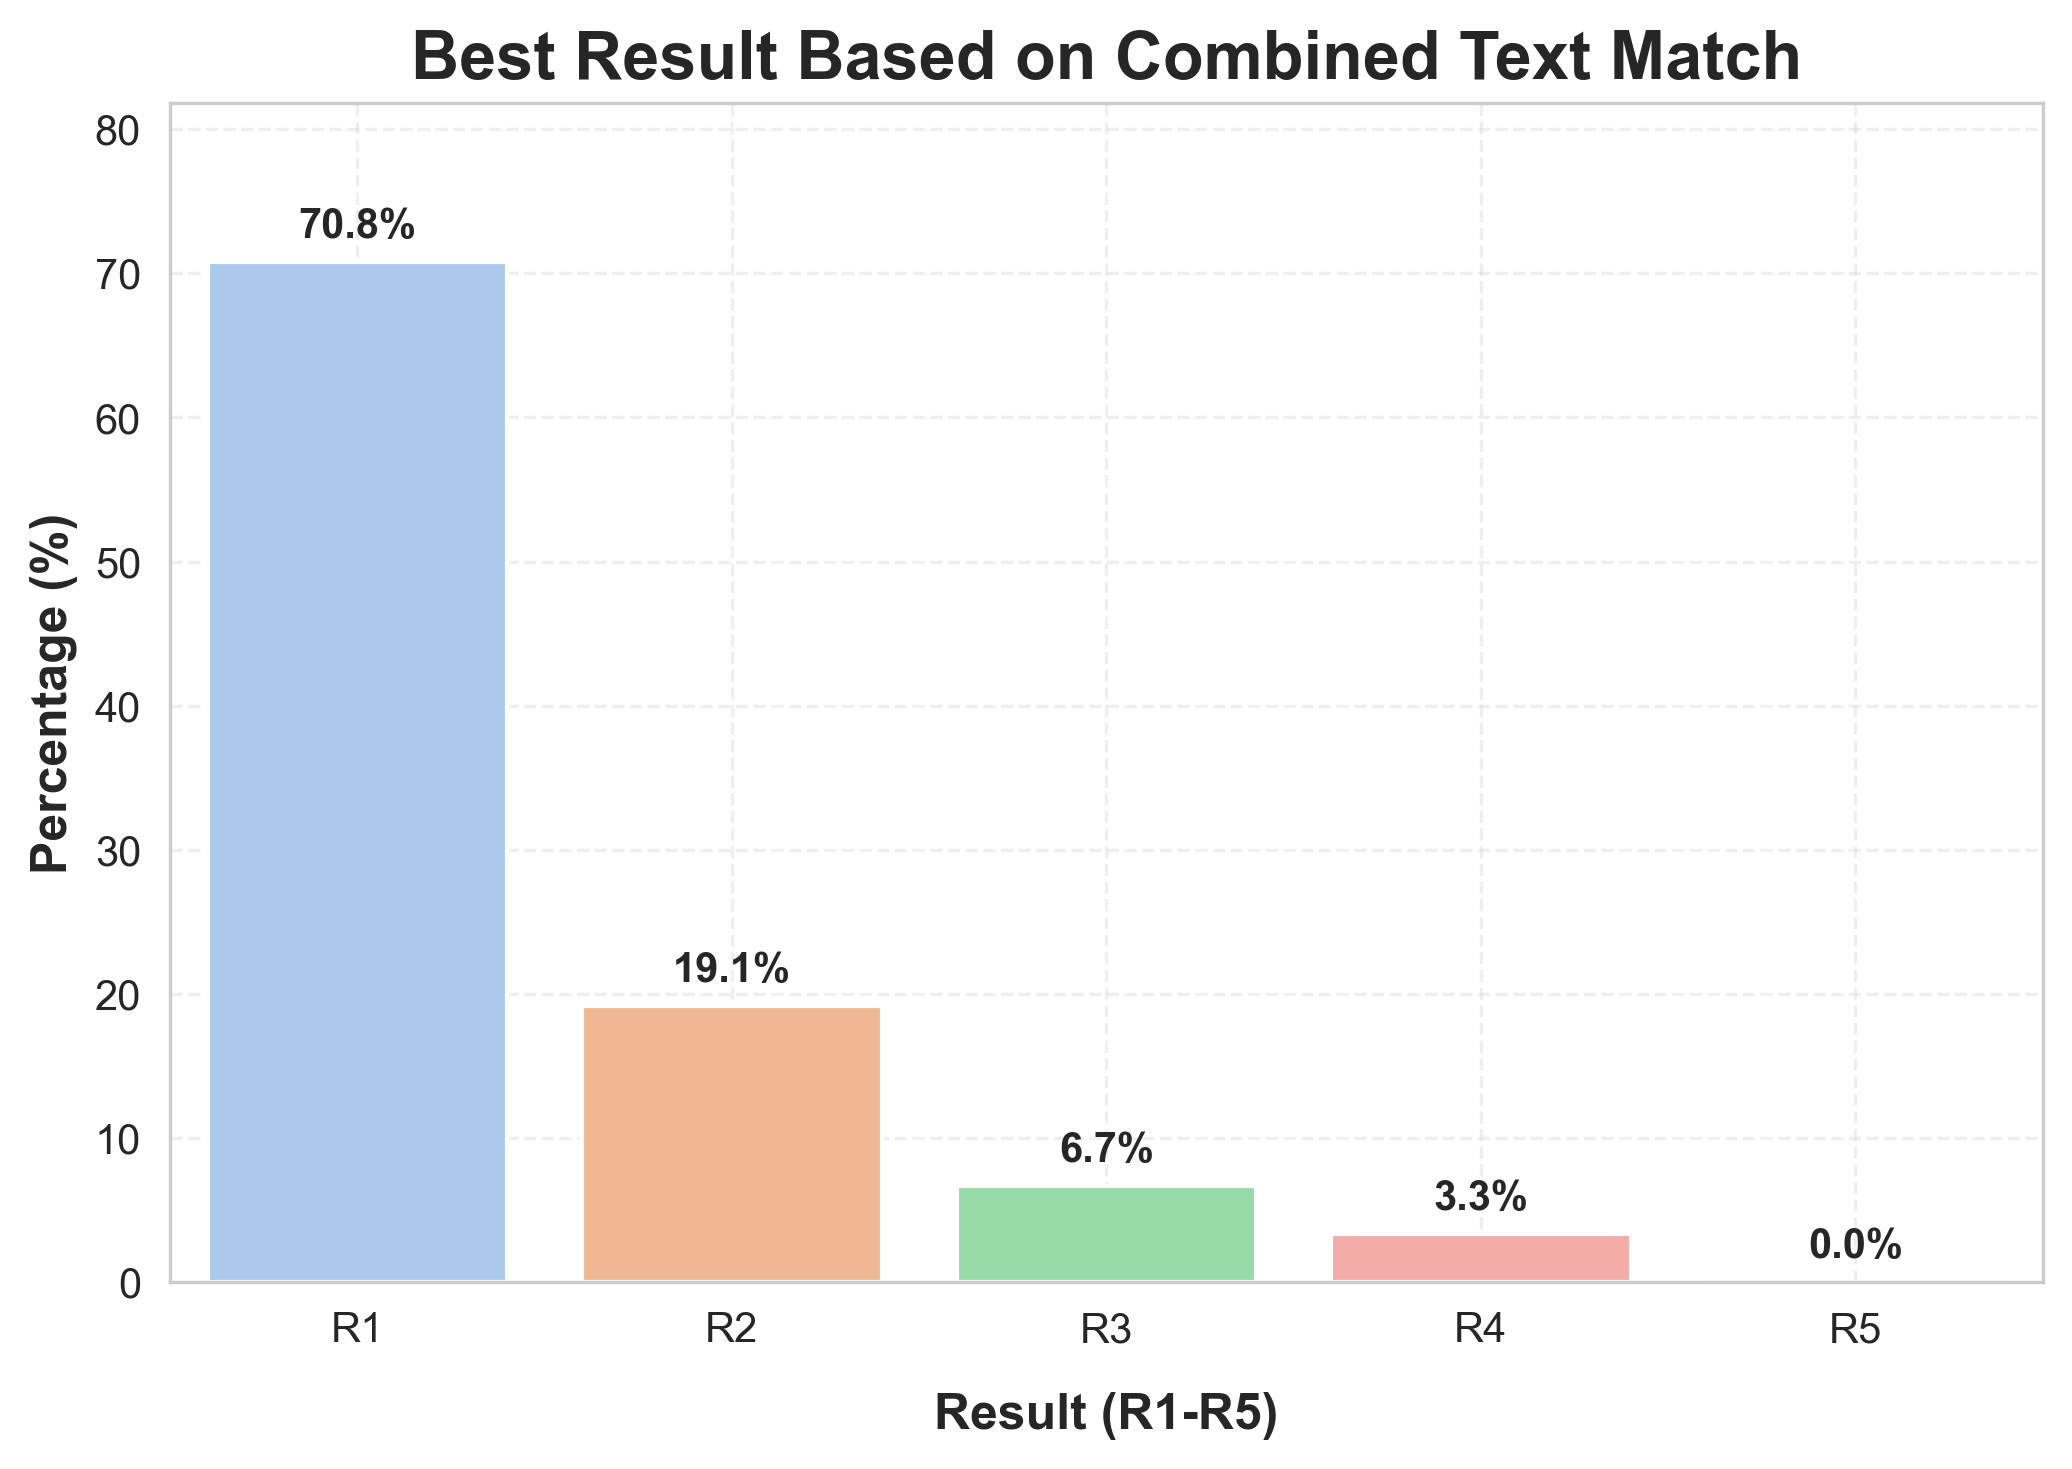 Best Result Based on Combined Text Match
Percentage (%)
80
70
60
50
40
30
20
10
0
70.8%
19.1%
6.7%
3.3%
0.0%
R1
R2
R3
R4
R5
Result (R1-R5)